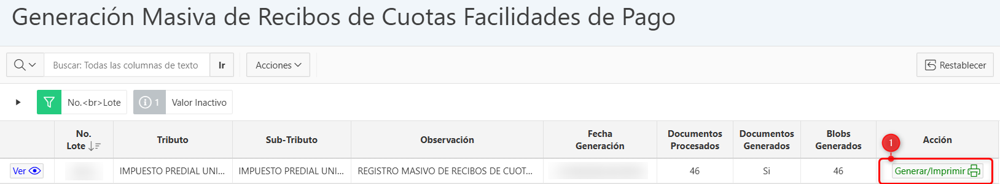 Generación Masiva de Recibos de Cuotas Facilidades de Pago
Buscar: Todas las columnas de texto Ir Acciones Restablecer
No.<br>Lote 1 Valor Inactivo
No. Lote Tributo Sub-Tributo Observación Fecha Generación Documentos Procesados Documentos Generados Blobs Generados Acción
1
Ver IMPUESTO PREDIAL UNI... IMPUESTO PREDIAL UNI... REGISTRO MASIVO DE RECIBOS DE CUOT... 46 Si 46 Generar/Imprimir